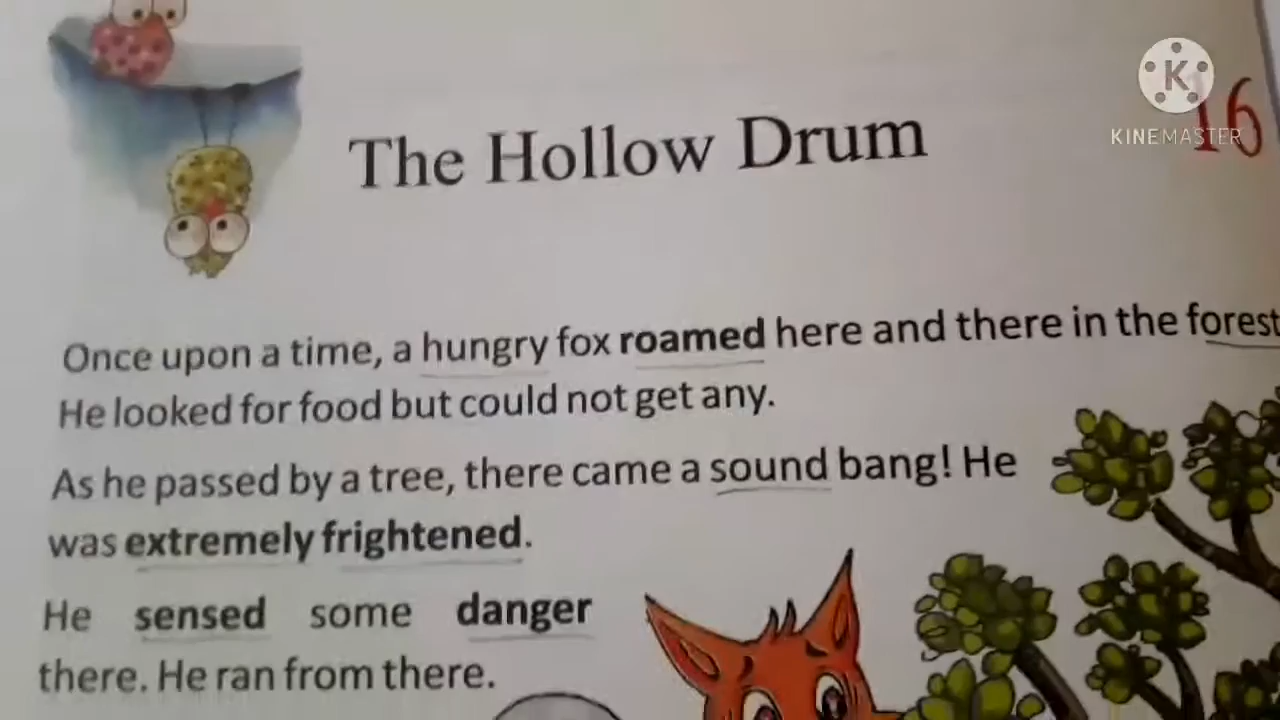 The Hollow Drum
16
KINEMASTER
Once upon a time, a hungry fox roamed here and there in the forest
He looked for food but could not get any.
As he passed by a tree, there came a sound bang! He
was extremely frightened.
He sensed some danger
there. He ran from there.